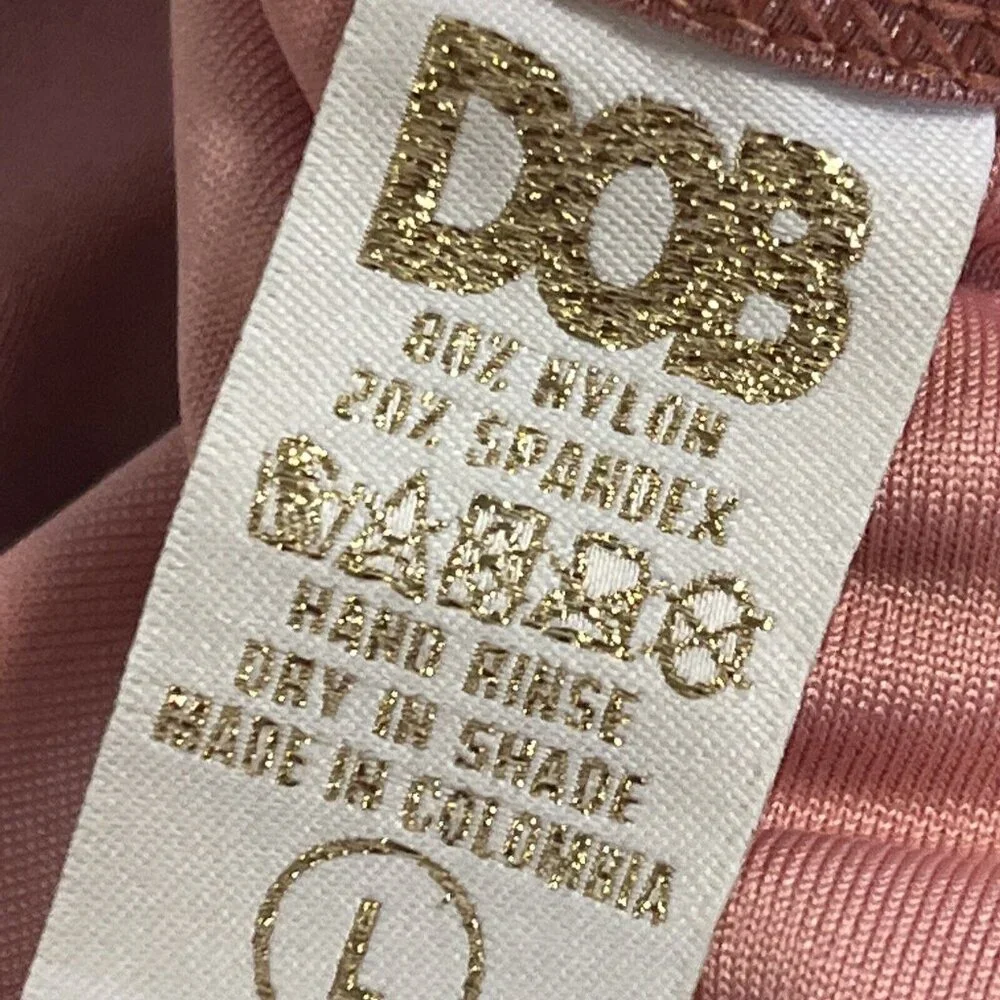 DOB
80% NYLON
20% SPANDEX
HAND RINSE
DRY IN SHADE
MADE IN COLOMBIA
L